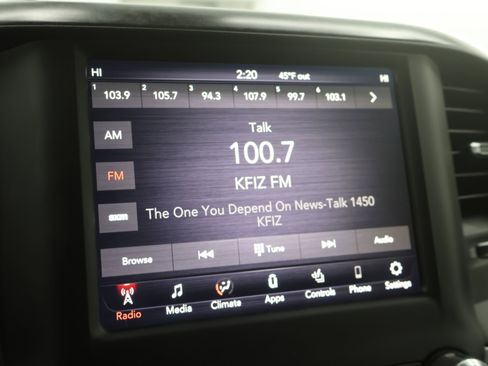 HI 2:20 45°F out HI
1 103.9 2 105.7 3 94.3 4 107.9 5 99.7 6 103.1
AM
Talk
100.7
FM
KFIZ FM
The One You Depend On News-Talk 1450
KFIZ
Browse Tune Audio
Radio Media Climate Apps Controls Phone Settings